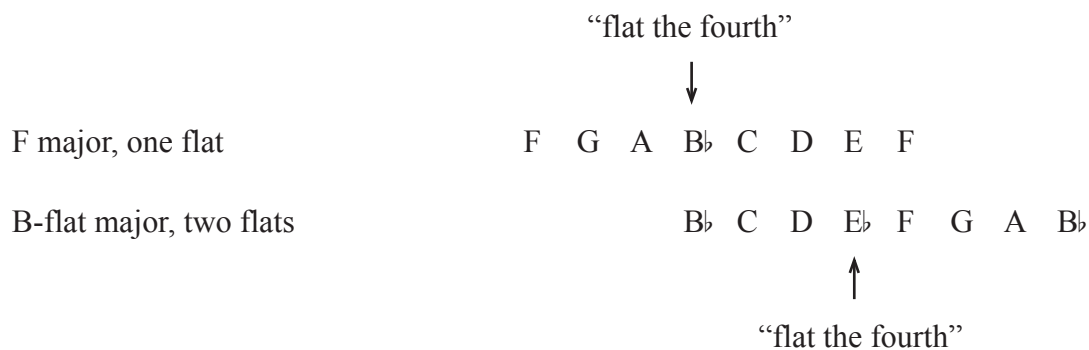 “flat the fourth”
F major, one flat F G A B♭ C D E F
B-flat major, two flats B♭ C D E♭ F G A B♭
“flat the fourth”